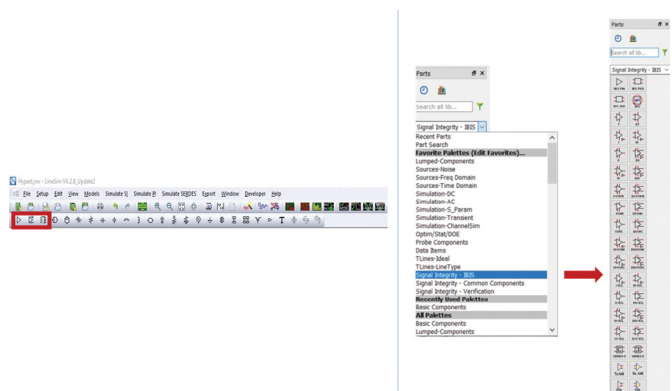 HyperLynx - LineSim VX.2.8_Update2
File Setup Edit View Models Simulate SI Simulate PI Simulate SERDES Export Window Developer Help
Parts
Search all lib...
Signal Integrity - IBIS
Recent Parts
Part Search
Favorite Palettes (Edit Favorites)...
Lumped-Components
Sources-Noise
Sources-Freq Domain
Sources-Time Domain
Simulation-DC
Simulation-AC
Simulation-S_Param
Simulation-Transient
Simulation-ChannelSim
Optim/Stat/DOE
Probe Components
Data Items
TLines-Ideal
TLines-LineType
Signal Integrity - IBIS
Signal Integrity - Common Components
Signal Integrity - Verification
Recently Used Palettes
Basic Components
All Palettes
Basic Components
Lumped-Components
Parts
Search all lib...
Signal Integrity - IBIS